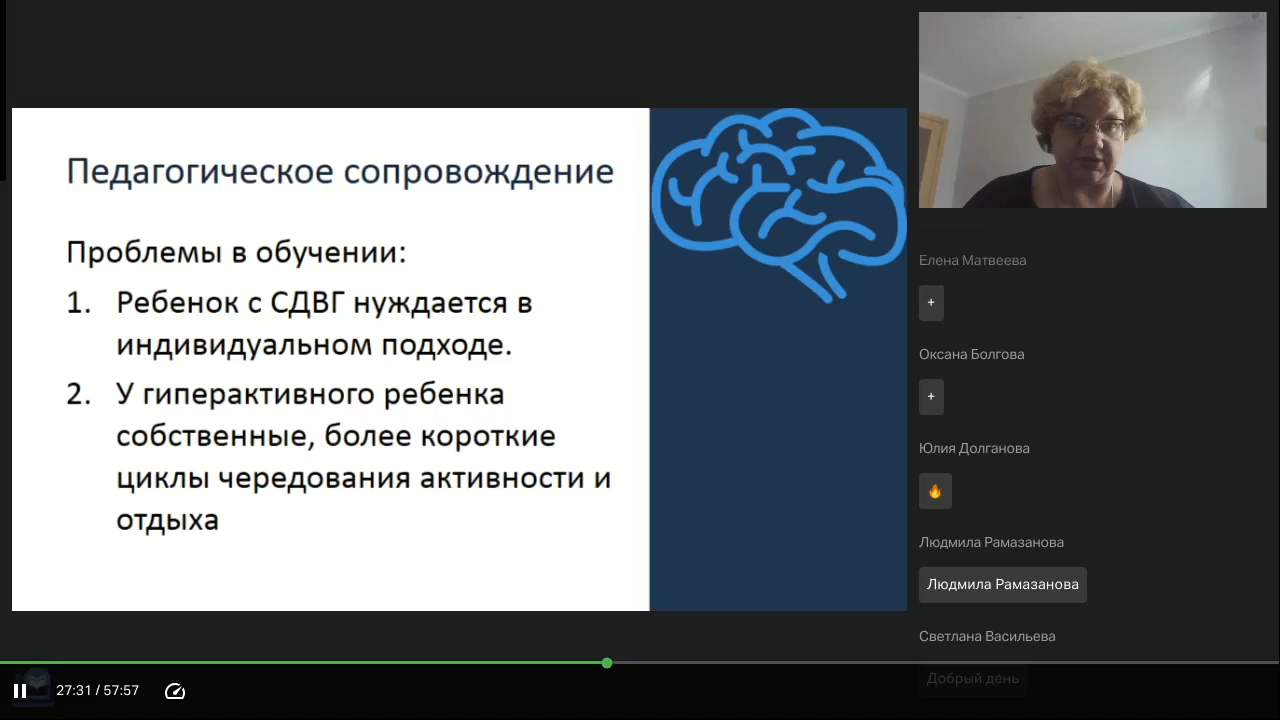 Педагогическое сопровождение
Проблемы в обучении:
1. Ребенок с СДВГ нуждается в
индивидуальном подходе.
2. У гиперактивного ребенка
собственные, более короткие
циклы чередования активности и
отдыха
Елена Матвеева
+
Оксана Болгова
+
Юлия Долганова
🔥
Людмила Рамазанова
Людмила Рамазанова
Светлана Васильева
Добрый день
27:31 / 57:57